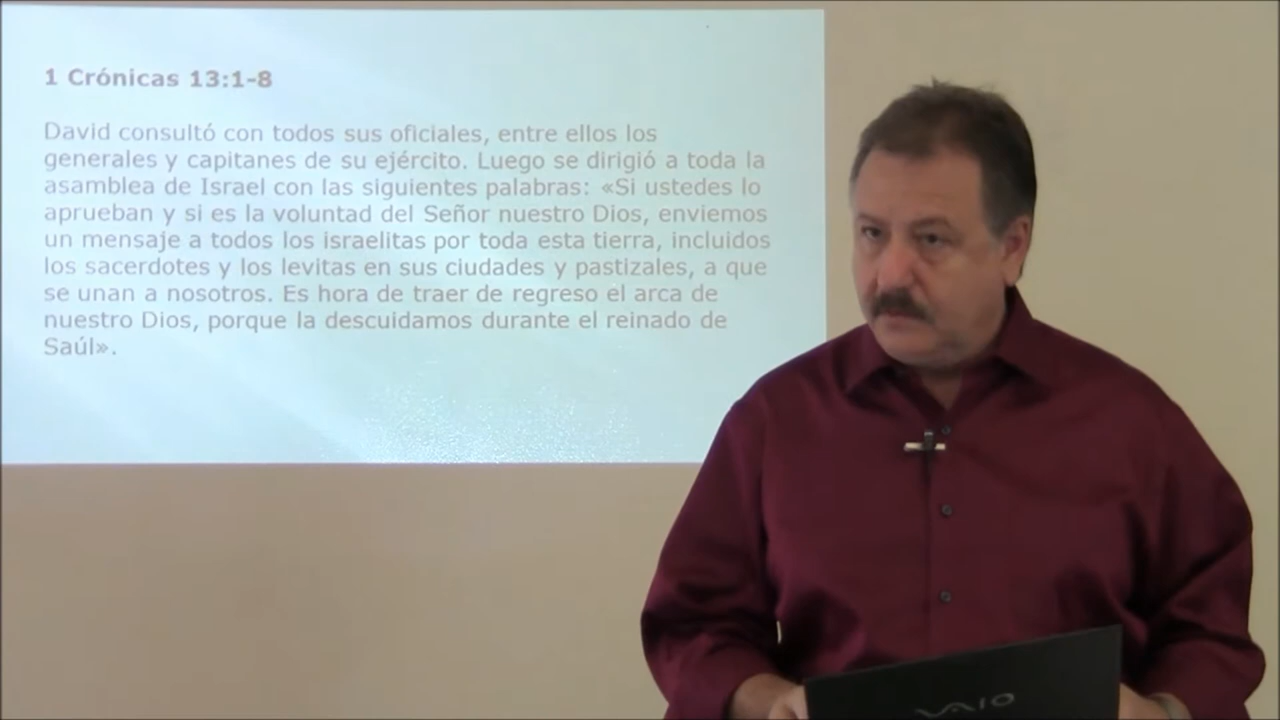 1 Crónicas 13:1-8
David consultó con todos sus oficiales, entre ellos los
generales y capitanes de su ejército. Luego se dirigió a toda la
asamblea de Israel con las siguientes palabras: «Si ustedes lo
aprueban y si es la voluntad del Señor nuestro Dios, enviemos
un mensaje a todos los israelitas por toda esta tierra, incluidos
los sacerdotes y los levitas en sus ciudades y pastizales, a que
se unan a nosotros. Es hora de traer de regreso el arca de
nuestro Dios, porque la descuidamos durante el reinado de
Saúl».
VAIO